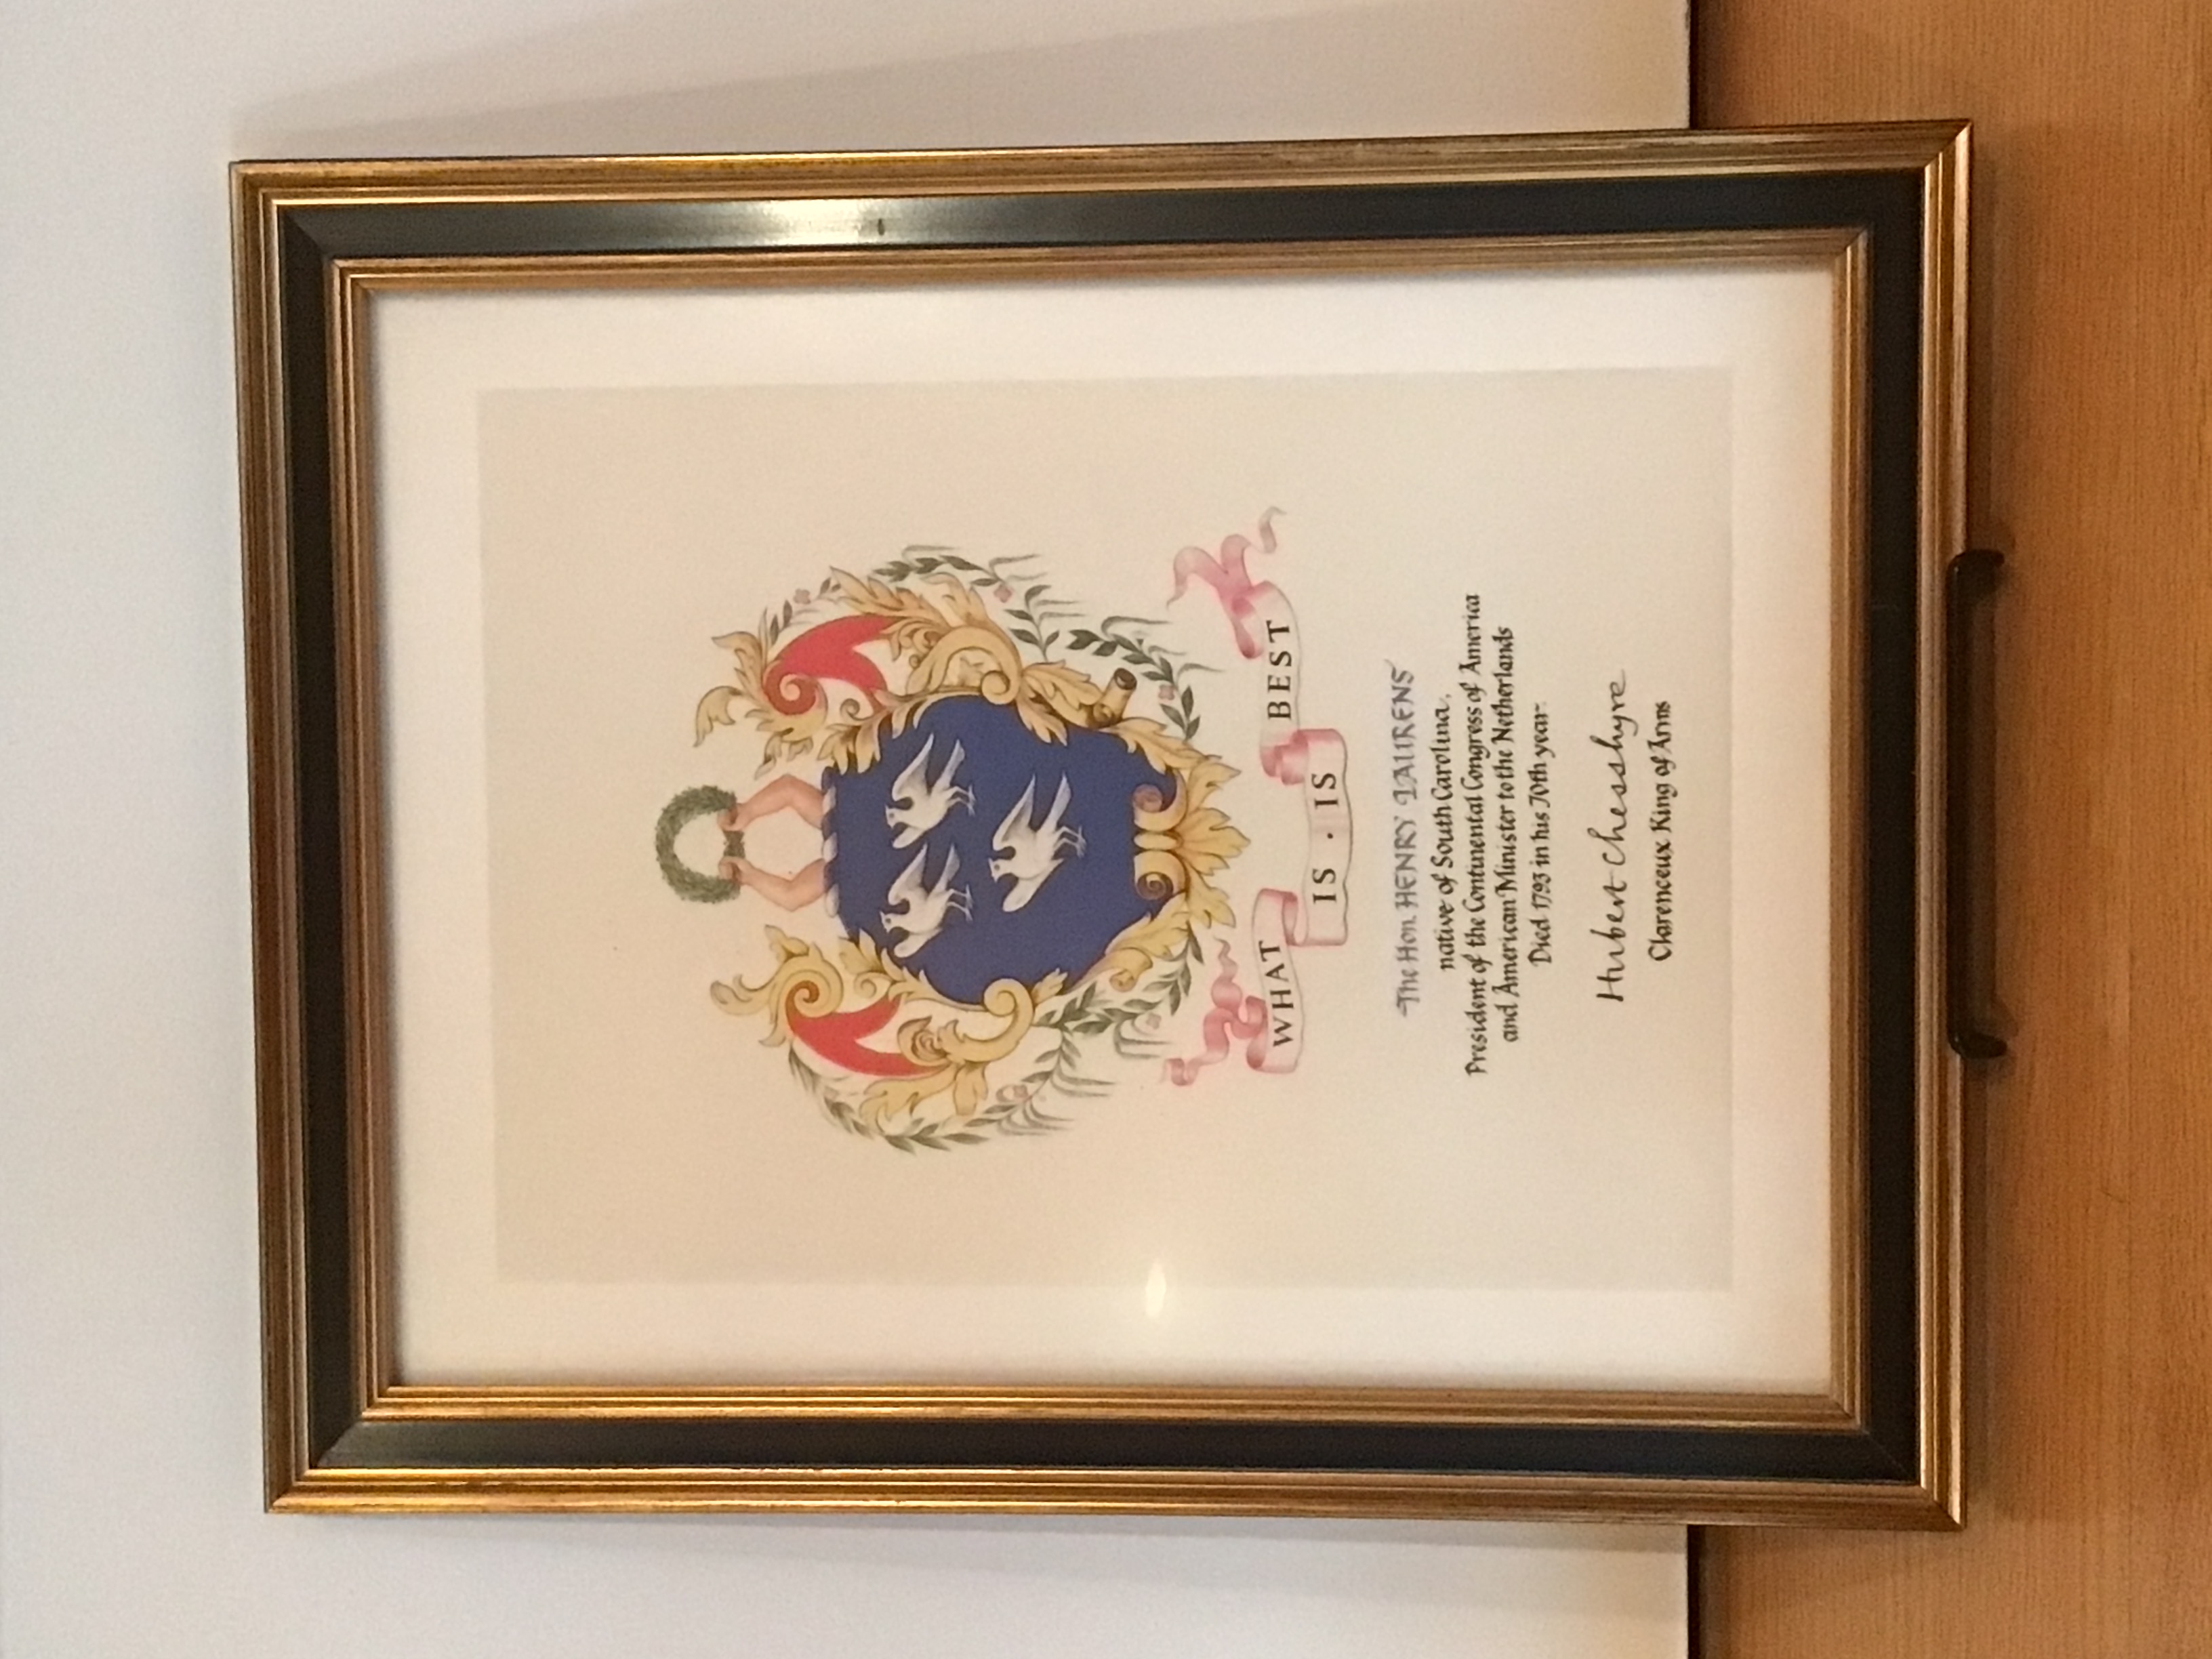 WHAT IS · IS BEST
The Hon. HENRY LAURENS
native of South Carolina,
President of the Continental Congress of America
and American Minister to the Netherlands
Died 1793 in his 70th year
Hubert Chesshyre
Clarenceux King of Arms